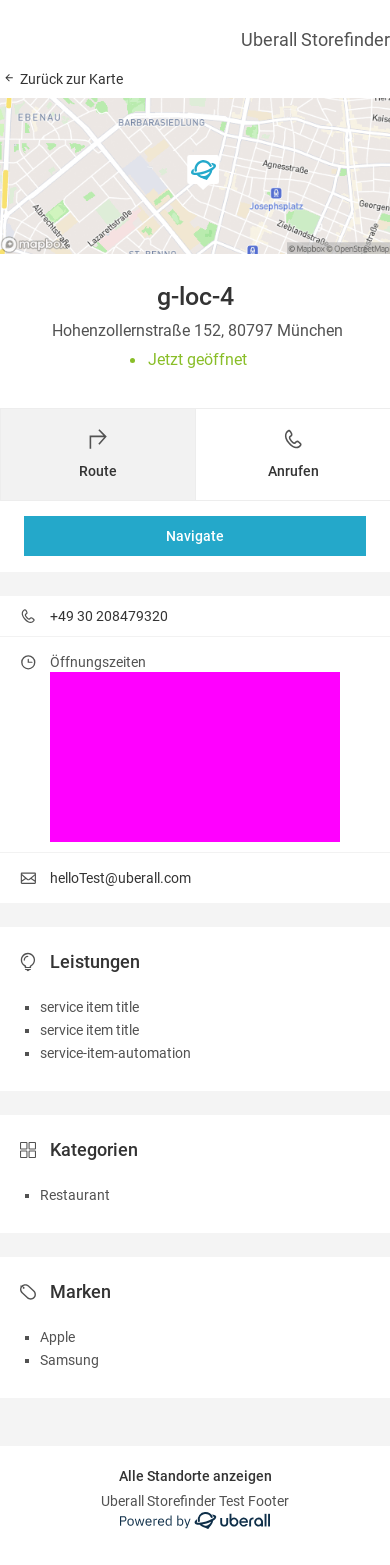 Uberall Storefinder
Zurück zur Karte
EBENAU
BARBARASIEDLUNG
Agnesstraße
Josephsplatz
Albrechtstraße
Lazarettstraße
Zieblandstraße
ST. BENNO
mapbox
© Mapbox © OpenStreetMap
g-loc-4
Hohenzollernstraße 152, 80797 München
Jetzt geöffnet
Route
Anrufen
Navigate
+49 30 208479320
Öffnungszeiten
helloTest@uberall.com
Leistungen
service item title
service item title
service-item-automation
Kategorien
Restaurant
Marken
Apple
Samsung
Alle Standorte anzeigen
Uberall Storefinder Test Footer
Powered by uberall